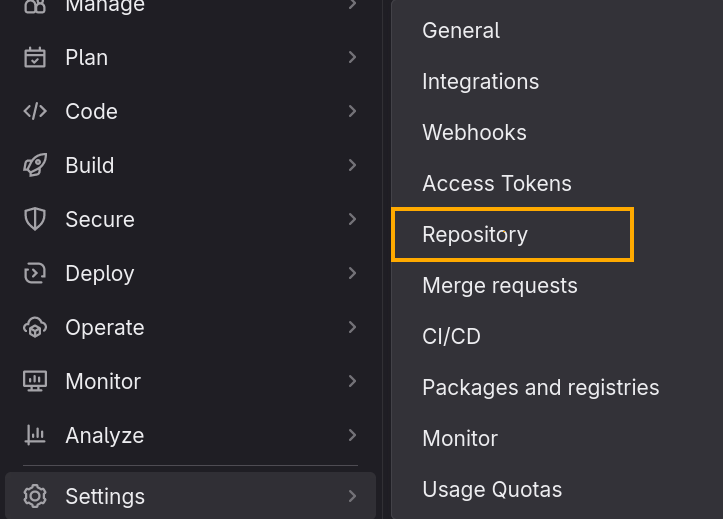 Manage
Plan
Code
Build
Secure
Deploy
Operate
Monitor
Analyze
Settings
General
Integrations
Webhooks
Access Tokens
Repository
Merge requests
CI/CD
Packages and registries
Monitor
Usage Quotas